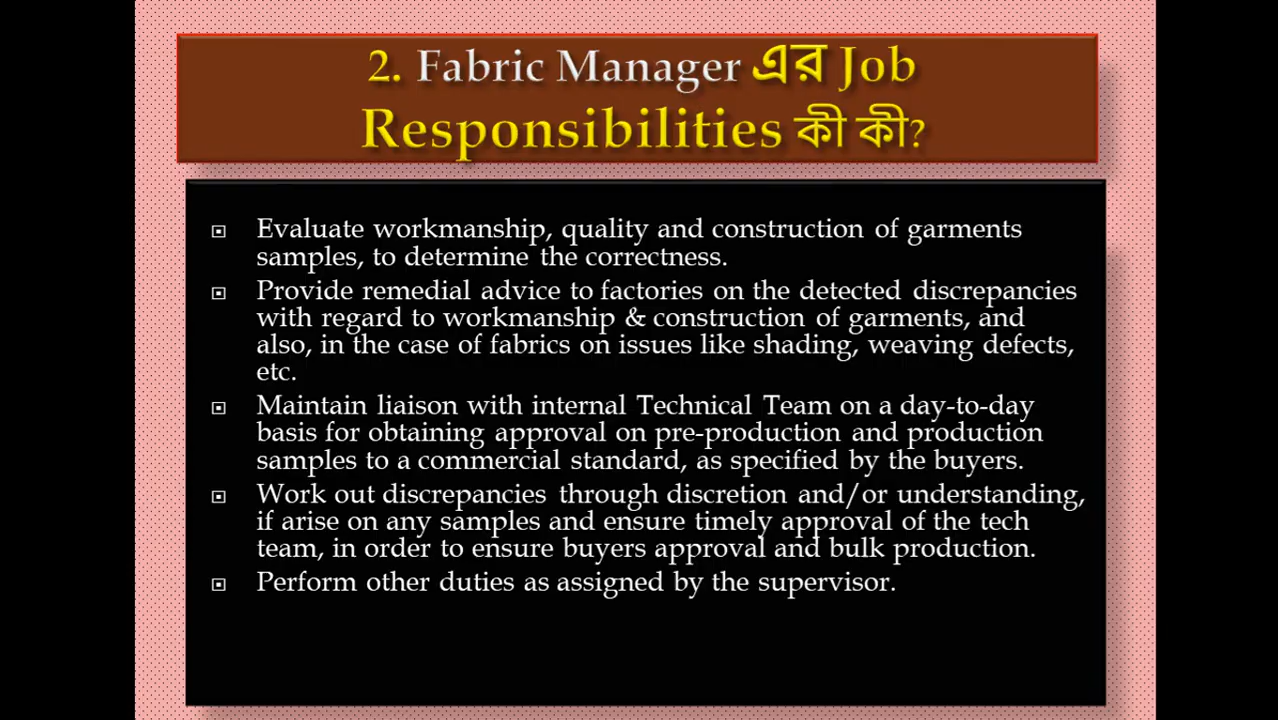 2. Fabric Manager এর Job
Responsibilities কী কী?
Evaluate workmanship, quality and construction of garments
samples, to determine the correctness.
Provide remedial advice to factories on the detected discrepancies
with regard to workmanship & construction of garments, and
also, in the case of fabrics on issues like shading, weaving defects,
etc.
Maintain liaison with internal Technical Team on a day-to-day
basis for obtaining approval on pre-production and production
samples to a commercial standard, as specified by the buyers.
Work out discrepancies through discretion and/or understanding,
if arise on any samples and ensure timely approval of the tech
team, in order to ensure buyers approval and bulk production.
Perform other duties as assigned by the supervisor.